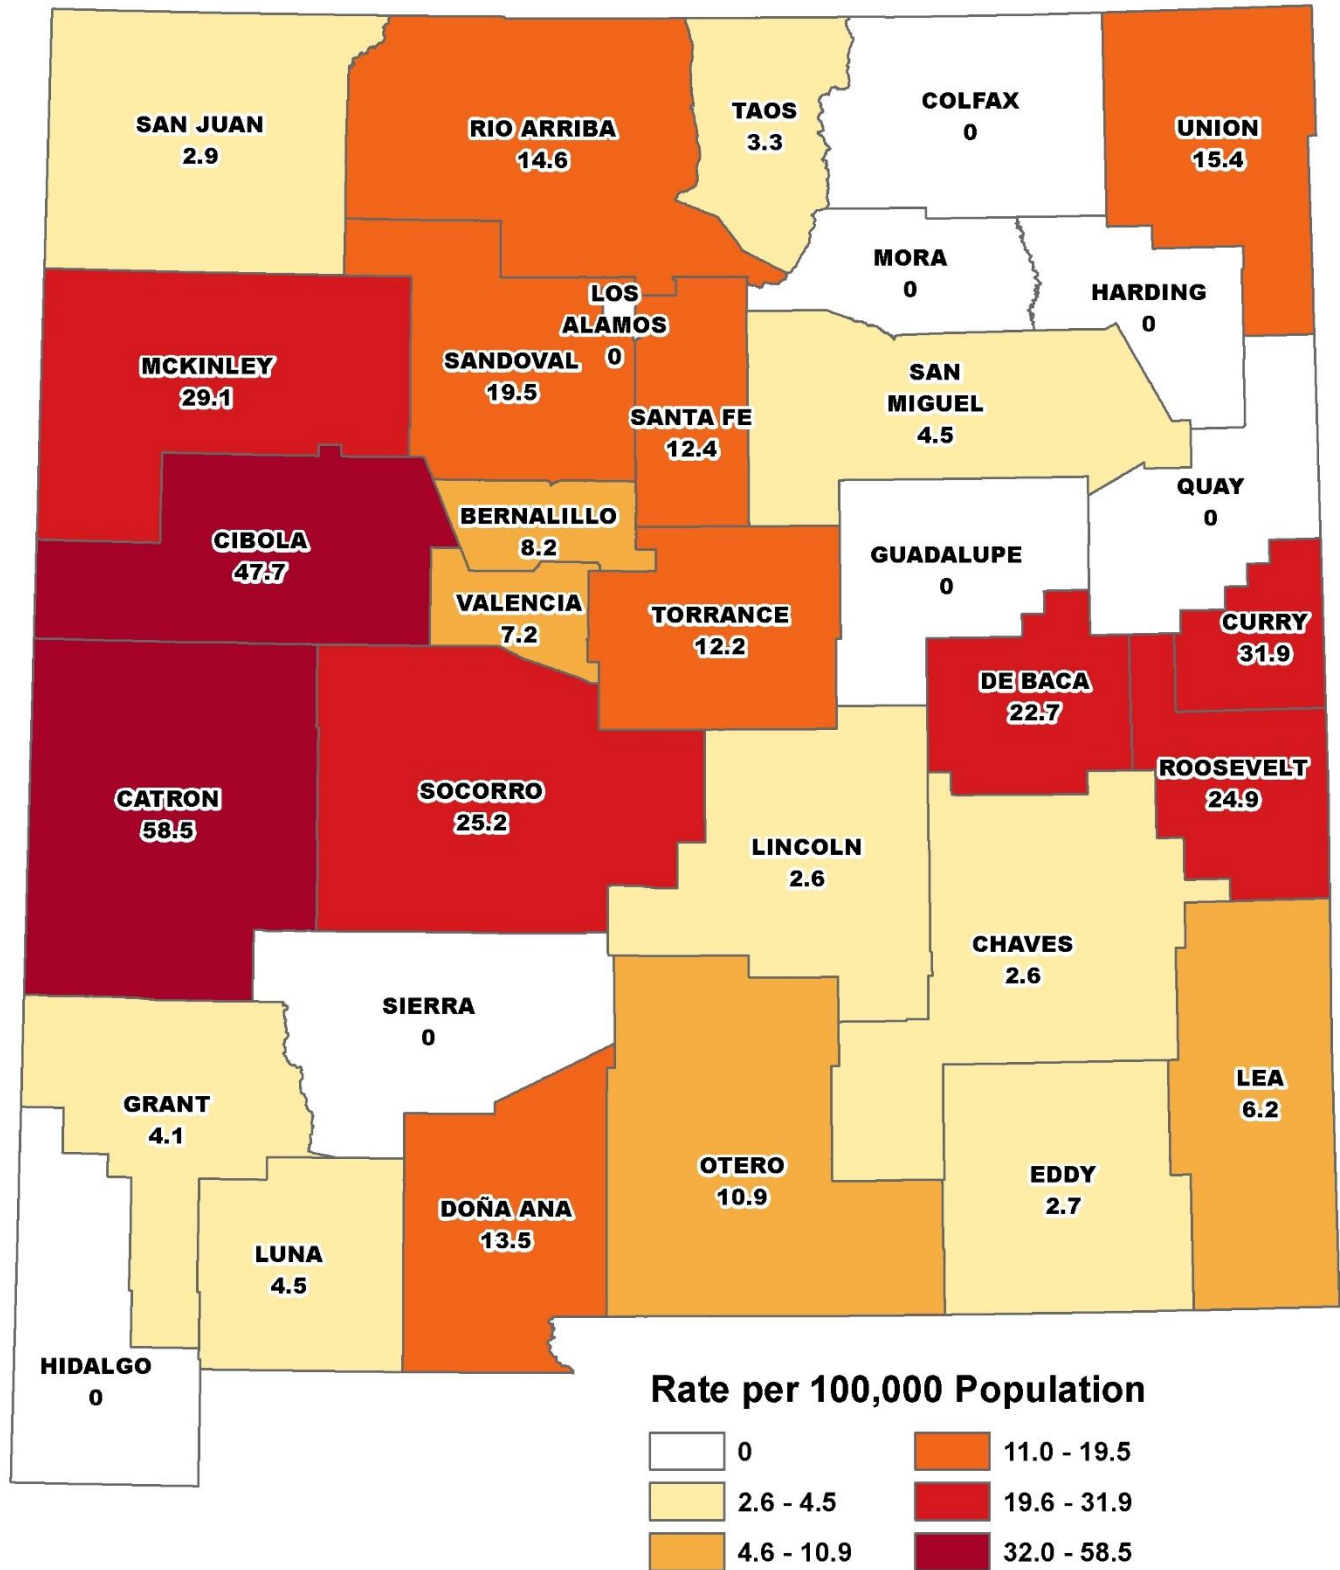 SAN JUAN
2.9
RIO ARRIBA
14.6
TAOS
3.3
COLFAX
0
UNION
15.4
MORA
0
HARDING
0
LOS
ALAMOS
0
MCKINLEY
29.1
SANDOVAL
19.5
SANTA FE
12.4
SAN
MIGUEL
4.5
QUAY
0
CIBOLA
47.7
BERNALILLO
8.2
VALENCIA
7.2
TORRANCE
12.2
GUADALUPE
0
CURRY
31.9
DE BACA
22.7
ROOSEVELT
24.9
CATRON
58.5
SOCORRO
25.2
LINCOLN
2.6
CHAVES
2.6
SIERRA
0
GRANT
4.1
LEA
6.2
OTERO
10.9
EDDY
2.7
DOÑA ANA
13.5
LUNA
4.5
HIDALGO
0
Rate per 100,000 Population
0
2.6 - 4.5
4.6 - 10.9
11.0 - 19.5
19.6 - 31.9
32.0 - 58.5